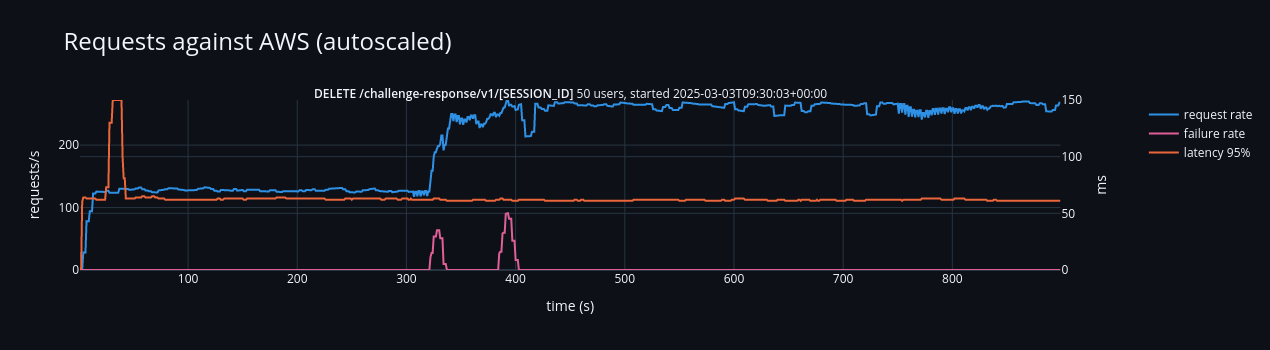 Requests against AWS (autoscaled)
DELETE /challenge-response/v1/[SESSION_ID] 50 users, started 2025-03-03T09:30:03+00:00
requests/s
200
100
0
150
100
50
0
ms
100 200 300 400 500 600 700 800
time (s)
request rate
failure rate
latency 95%